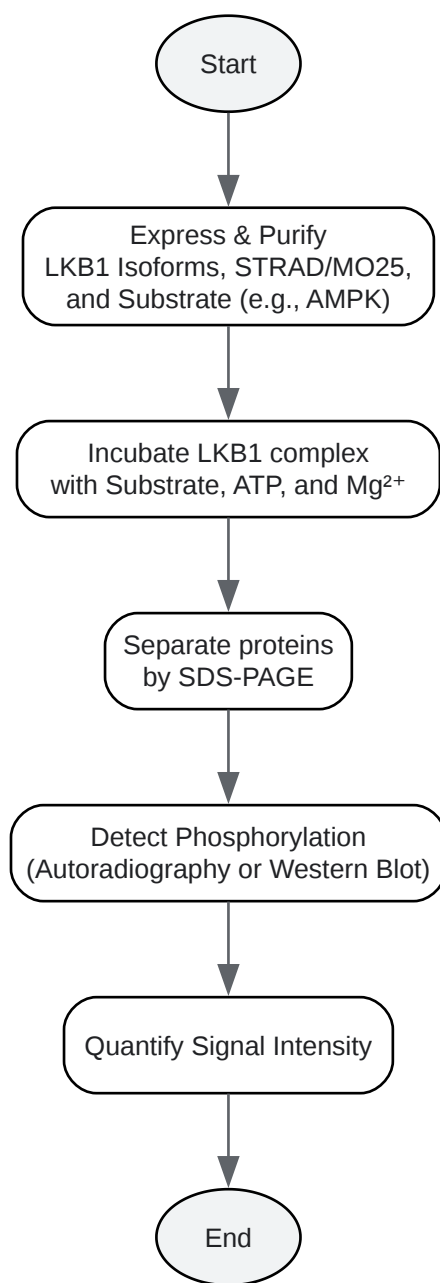 Start
Express & Purify
LKB1 Isoforms, STRAD/MO25,
and Substrate (e.g., AMPK)
Incubate LKB1 complex
with Substrate, ATP, and Mg²⁺
Separate proteins
by SDS-PAGE
Detect Phosphorylation
(Autoradiography or Western Blot)
Quantify Signal Intensity
End